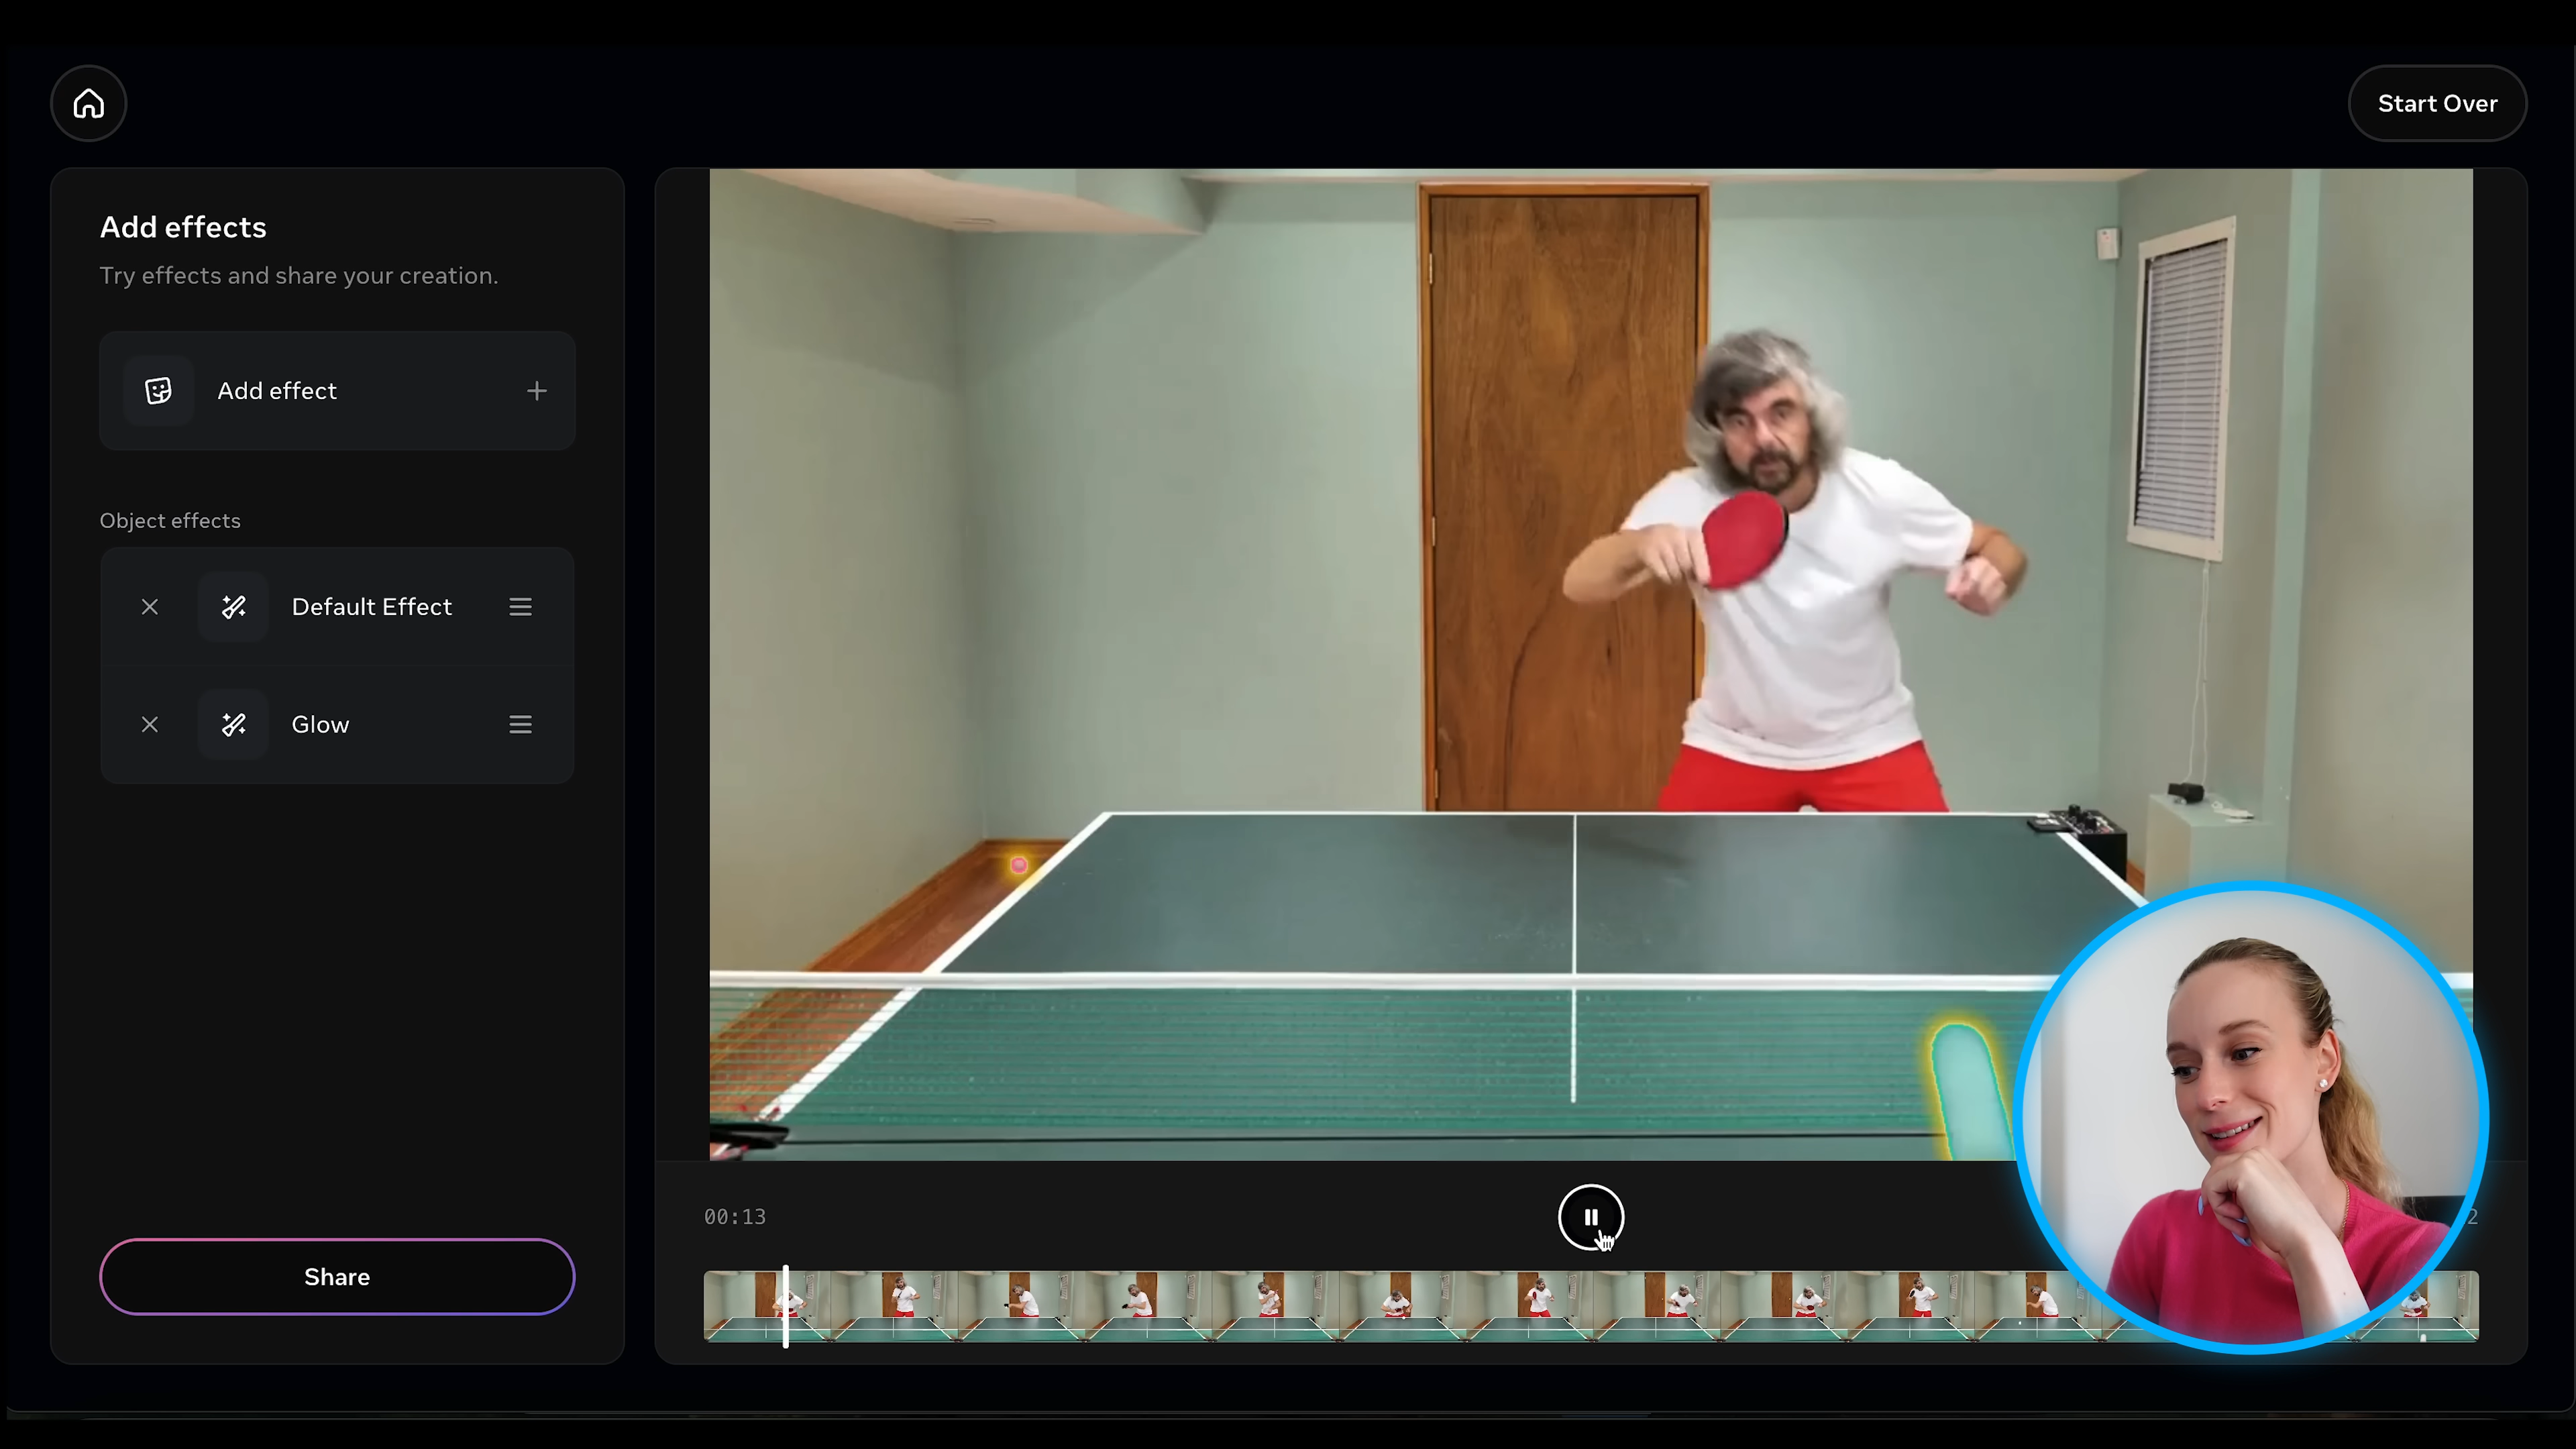 Start Over
Add effects
Try effects and share your creation.
Add effect
Object effects
Default Effect
Glow
Share
00:13
2